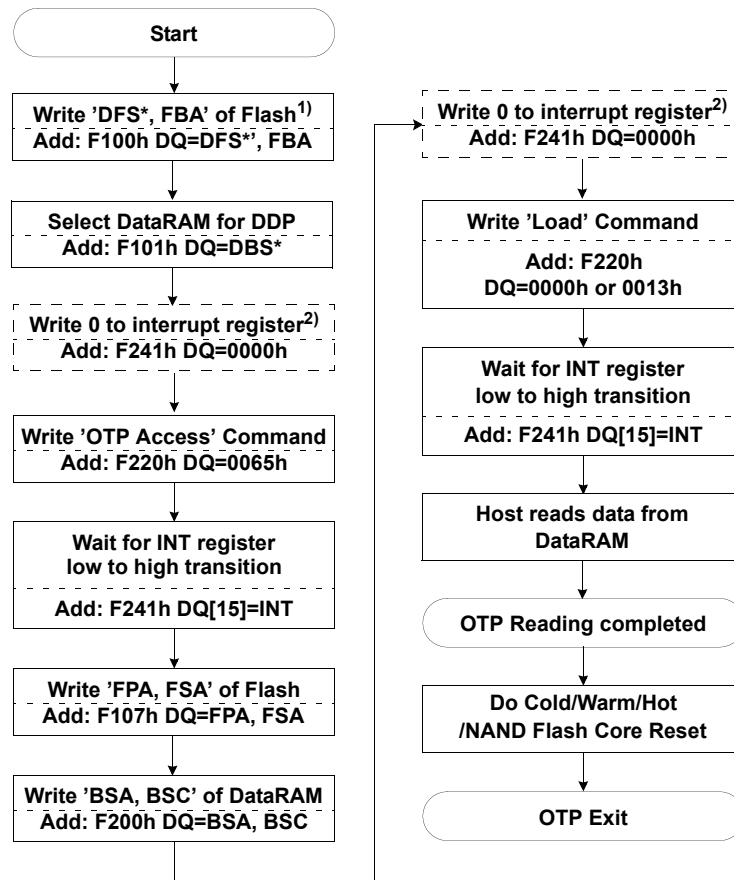 Start
Write ’DFS*, FBA’ of Flash1)
Add: F100h DQ=DFS*’, FBA
Select DataRAM for DDP
Add: F101h DQ=DBS*
Write 0 to interrupt register2)
Add: F241h DQ=0000h
Write ’OTP Access’ Command
Add: F220h DQ=0065h
Wait for INT register
low to high transition
Add: F241h DQ[15]=INT
Write ’FPA, FSA’ of Flash
Add: F107h DQ=FPA, FSA
Write ’BSA, BSC’ of DataRAM
Add: F200h DQ=BSA, BSC
Write 0 to interrupt register2)
Add: F241h DQ=0000h
Write ’Load’ Command
Add: F220h
DQ=0000h or 0013h
Wait for INT register
low to high transition
Add: F241h DQ[15]=INT
Host reads data from
DataRAM
OTP Reading completed
Do Cold/Warm/Hot
/NAND Flash Core Reset
OTP Exit